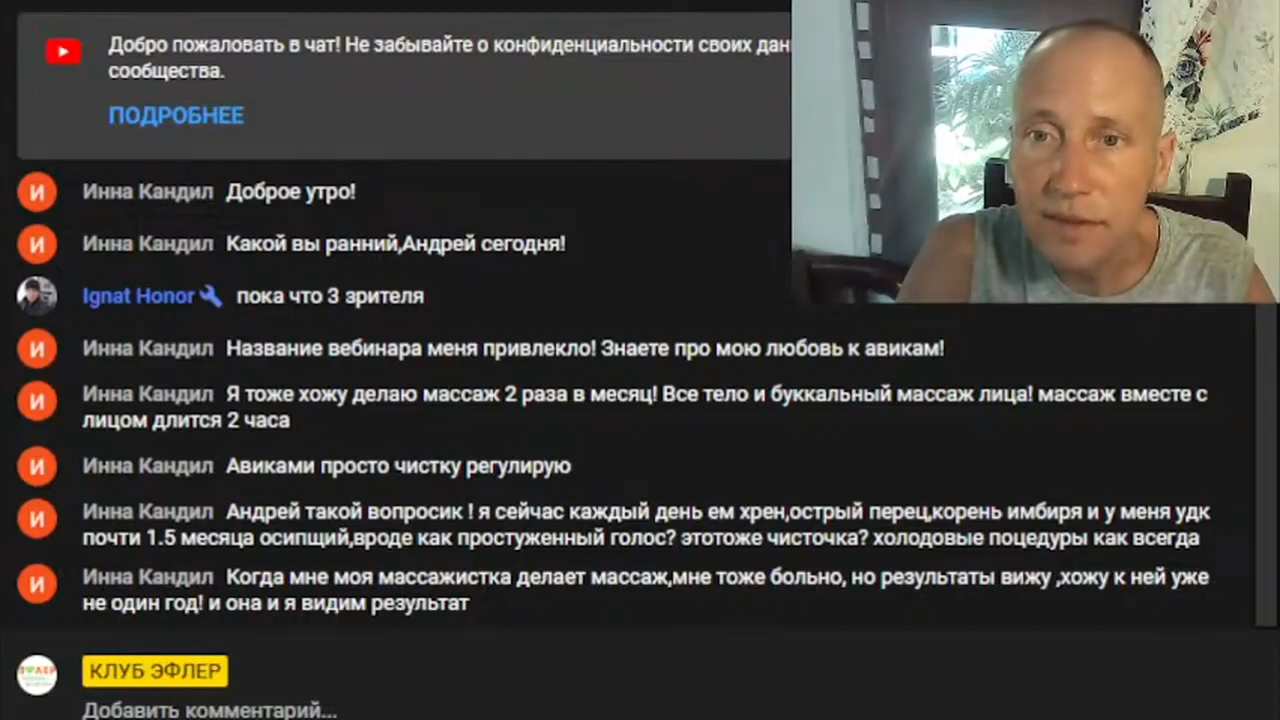 Добро пожаловать в чат! Не забывайте о конфиденциальности своих
сообщества.
ПОДРОБНЕЕ
Инна Кандил Доброе утро!
Инна Кандил Какой вы ранний,Андрей сегодня!
Ignat Honor пока что 3 зрителя
Инна Кандил Название вебинара меня привлекло! Знаете про мою любовь к авикам!
Инна Кандил Я тоже хожу делаю массаж 2 раза в месяц! Все тело и буккальный массаж лица! массаж вместе с
лицом длится 2 часа
Инна Кандил Авиками просто чистку регулирую
Инна Кандил Андрей такой вопросик ! я сейчас каждый день ем хрен,острый перец,корень имбиря и у меня удк
почти 1.5 месяца осипщий,вроде как простуженный голос? этотоже чисточка? холодовые поцедуры как всегда
Инна Кандил Когда мне моя массажистка делает массаж,мне тоже больно, но результаты вижу ,хожу к ней уже
не один год! и она и я видим результат
КЛУБ ЭФЛЕР
Добавить комментарий...